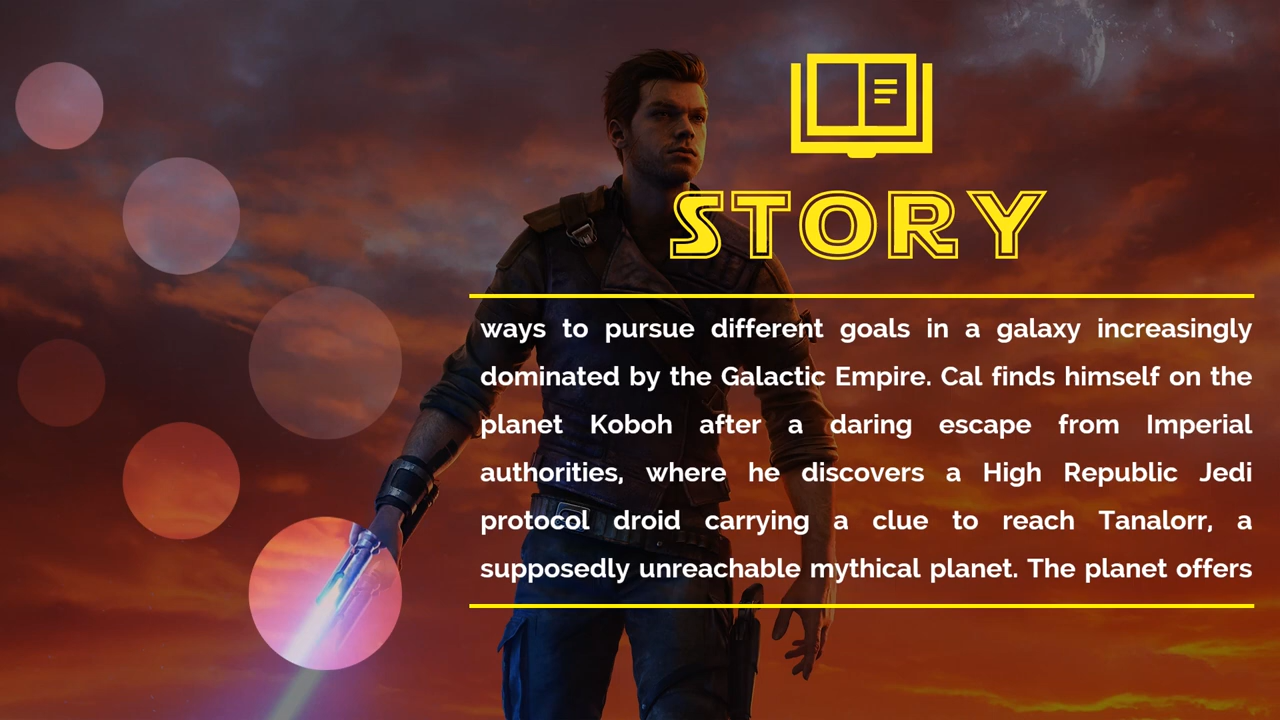 STORY
ways to pursue different goals in a galaxy increasingly
dominated by the Galactic Empire. Cal finds himself on the
planet Koboh after a daring escape from Imperial
authorities, where he discovers a High Republic Jedi
protocol droid carrying a clue to reach Tanalorr, a
supposedly unreachable mythical planet. The planet offers